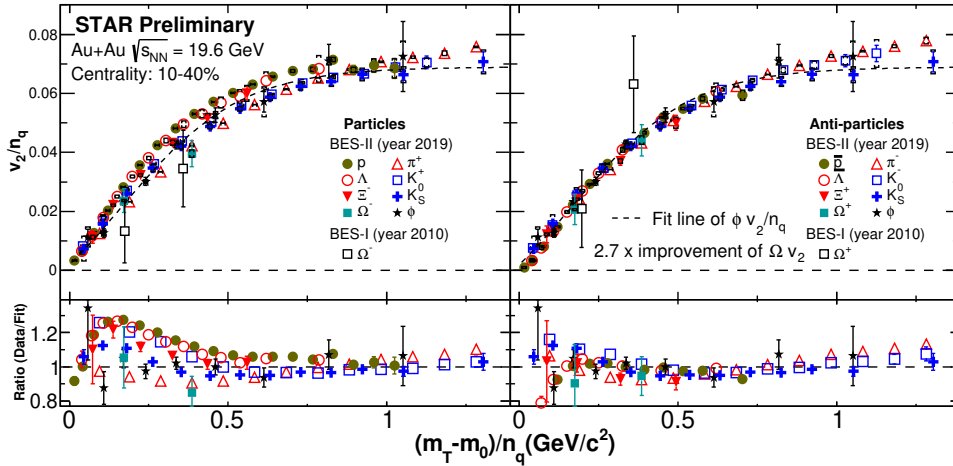 STAR Preliminary
Au+Au √sNN = 19.6 GeV
Centrality: 10-40%
Particles
BES-II (year 2019)
p π+
Λ K+
Ξ- K0S
Ω- ϕ
BES-I (year 2010)
Ω-
Anti-particles
BES-II (year 2019)
p̅ π-
Λ K0
Ξ+ KS
Ω+ ϕ
Fit line of ϕ v2/nq
BES-I (year 2010)
2.7 x improvement of Ω v2
Ω+
v2/nq
0.08
0.06
0.04
0.02
0
Ratio (Data/Fit)
1.2
1
0.8
0 0.5 1 0 0.5 1
(mT-m0)/nq(GeV/c2)